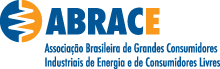 ABRACE
Associação Brasileira de Grandes Consumidores
Industriais de Energia e de Consumidores Livres